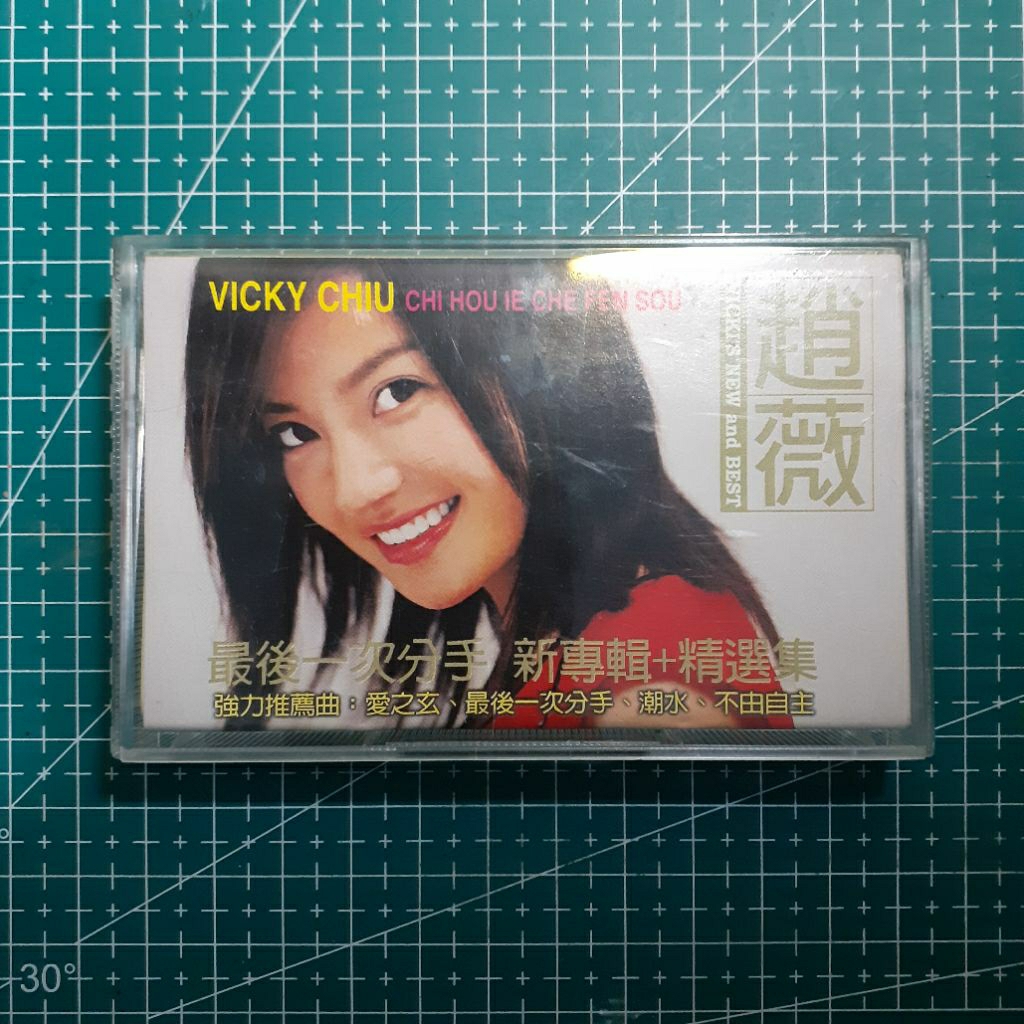 VICKY CHIU CHI HOU IE CHE FEN SOU
趙薇
VICKI'S NEW and BEST
最後一次分手 新專輯+精選集
強力推薦曲：愛之玄、最後一次分手、潮水、不由自主
30°